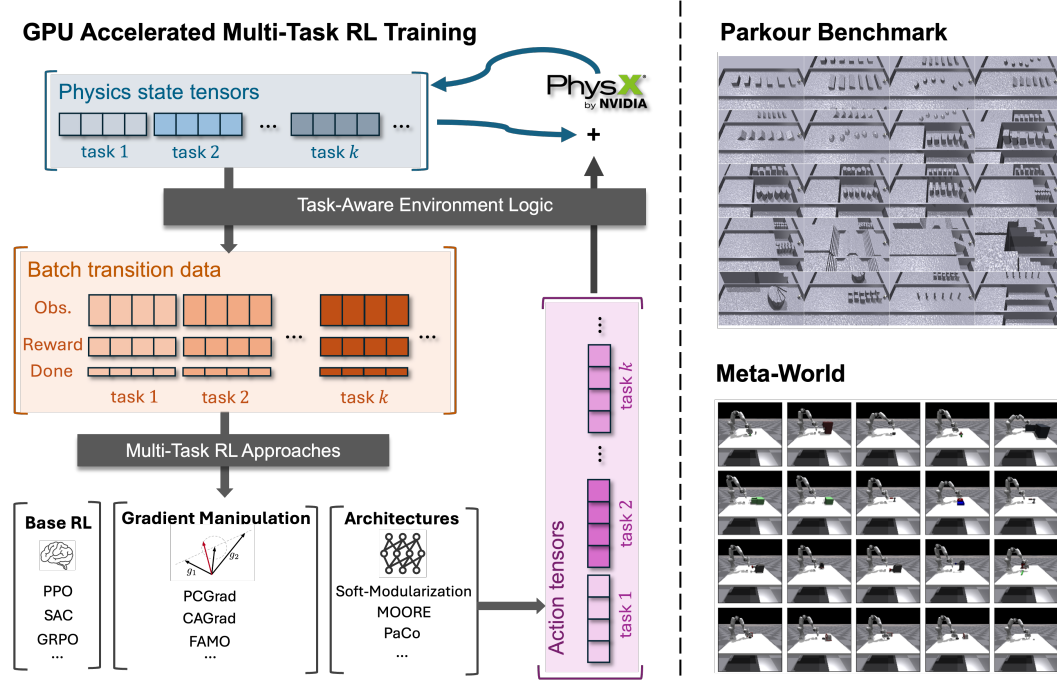 GPU Accelerated Multi-Task RL Training
Physics state tensors
...
...
task 1
task 2
task k
PhysX
by NVIDIA
+
Task-Aware Environment Logic
Batch transition data
Obs.
Reward
Done
...
...
task 1
task 2
task k
Multi-Task RL Approaches
Base RL
PPO
SAC
GRPO
...
Gradient Manipulation
g1
g2
PCGrad
CAGrad
FAMO
...
Architectures
Soft-Modularization
MOORE
PaCo
...
Action tensors
...
task k
...
task 2
task 1
Parkour Benchmark
Meta-World